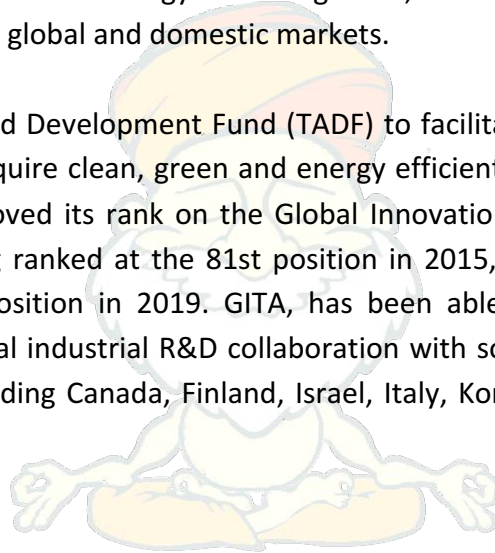 global and domestic markets.
d Development Fund (TADF) to facilita
quire clean, green and energy efficient
oved its rank on the Global Innovatio
ranked at the 81st position in 2015,
osition in 2019. GITA, has been able
al industrial R&D collaboration with so
ding Canada, Finland, Israel, Italy, Kor